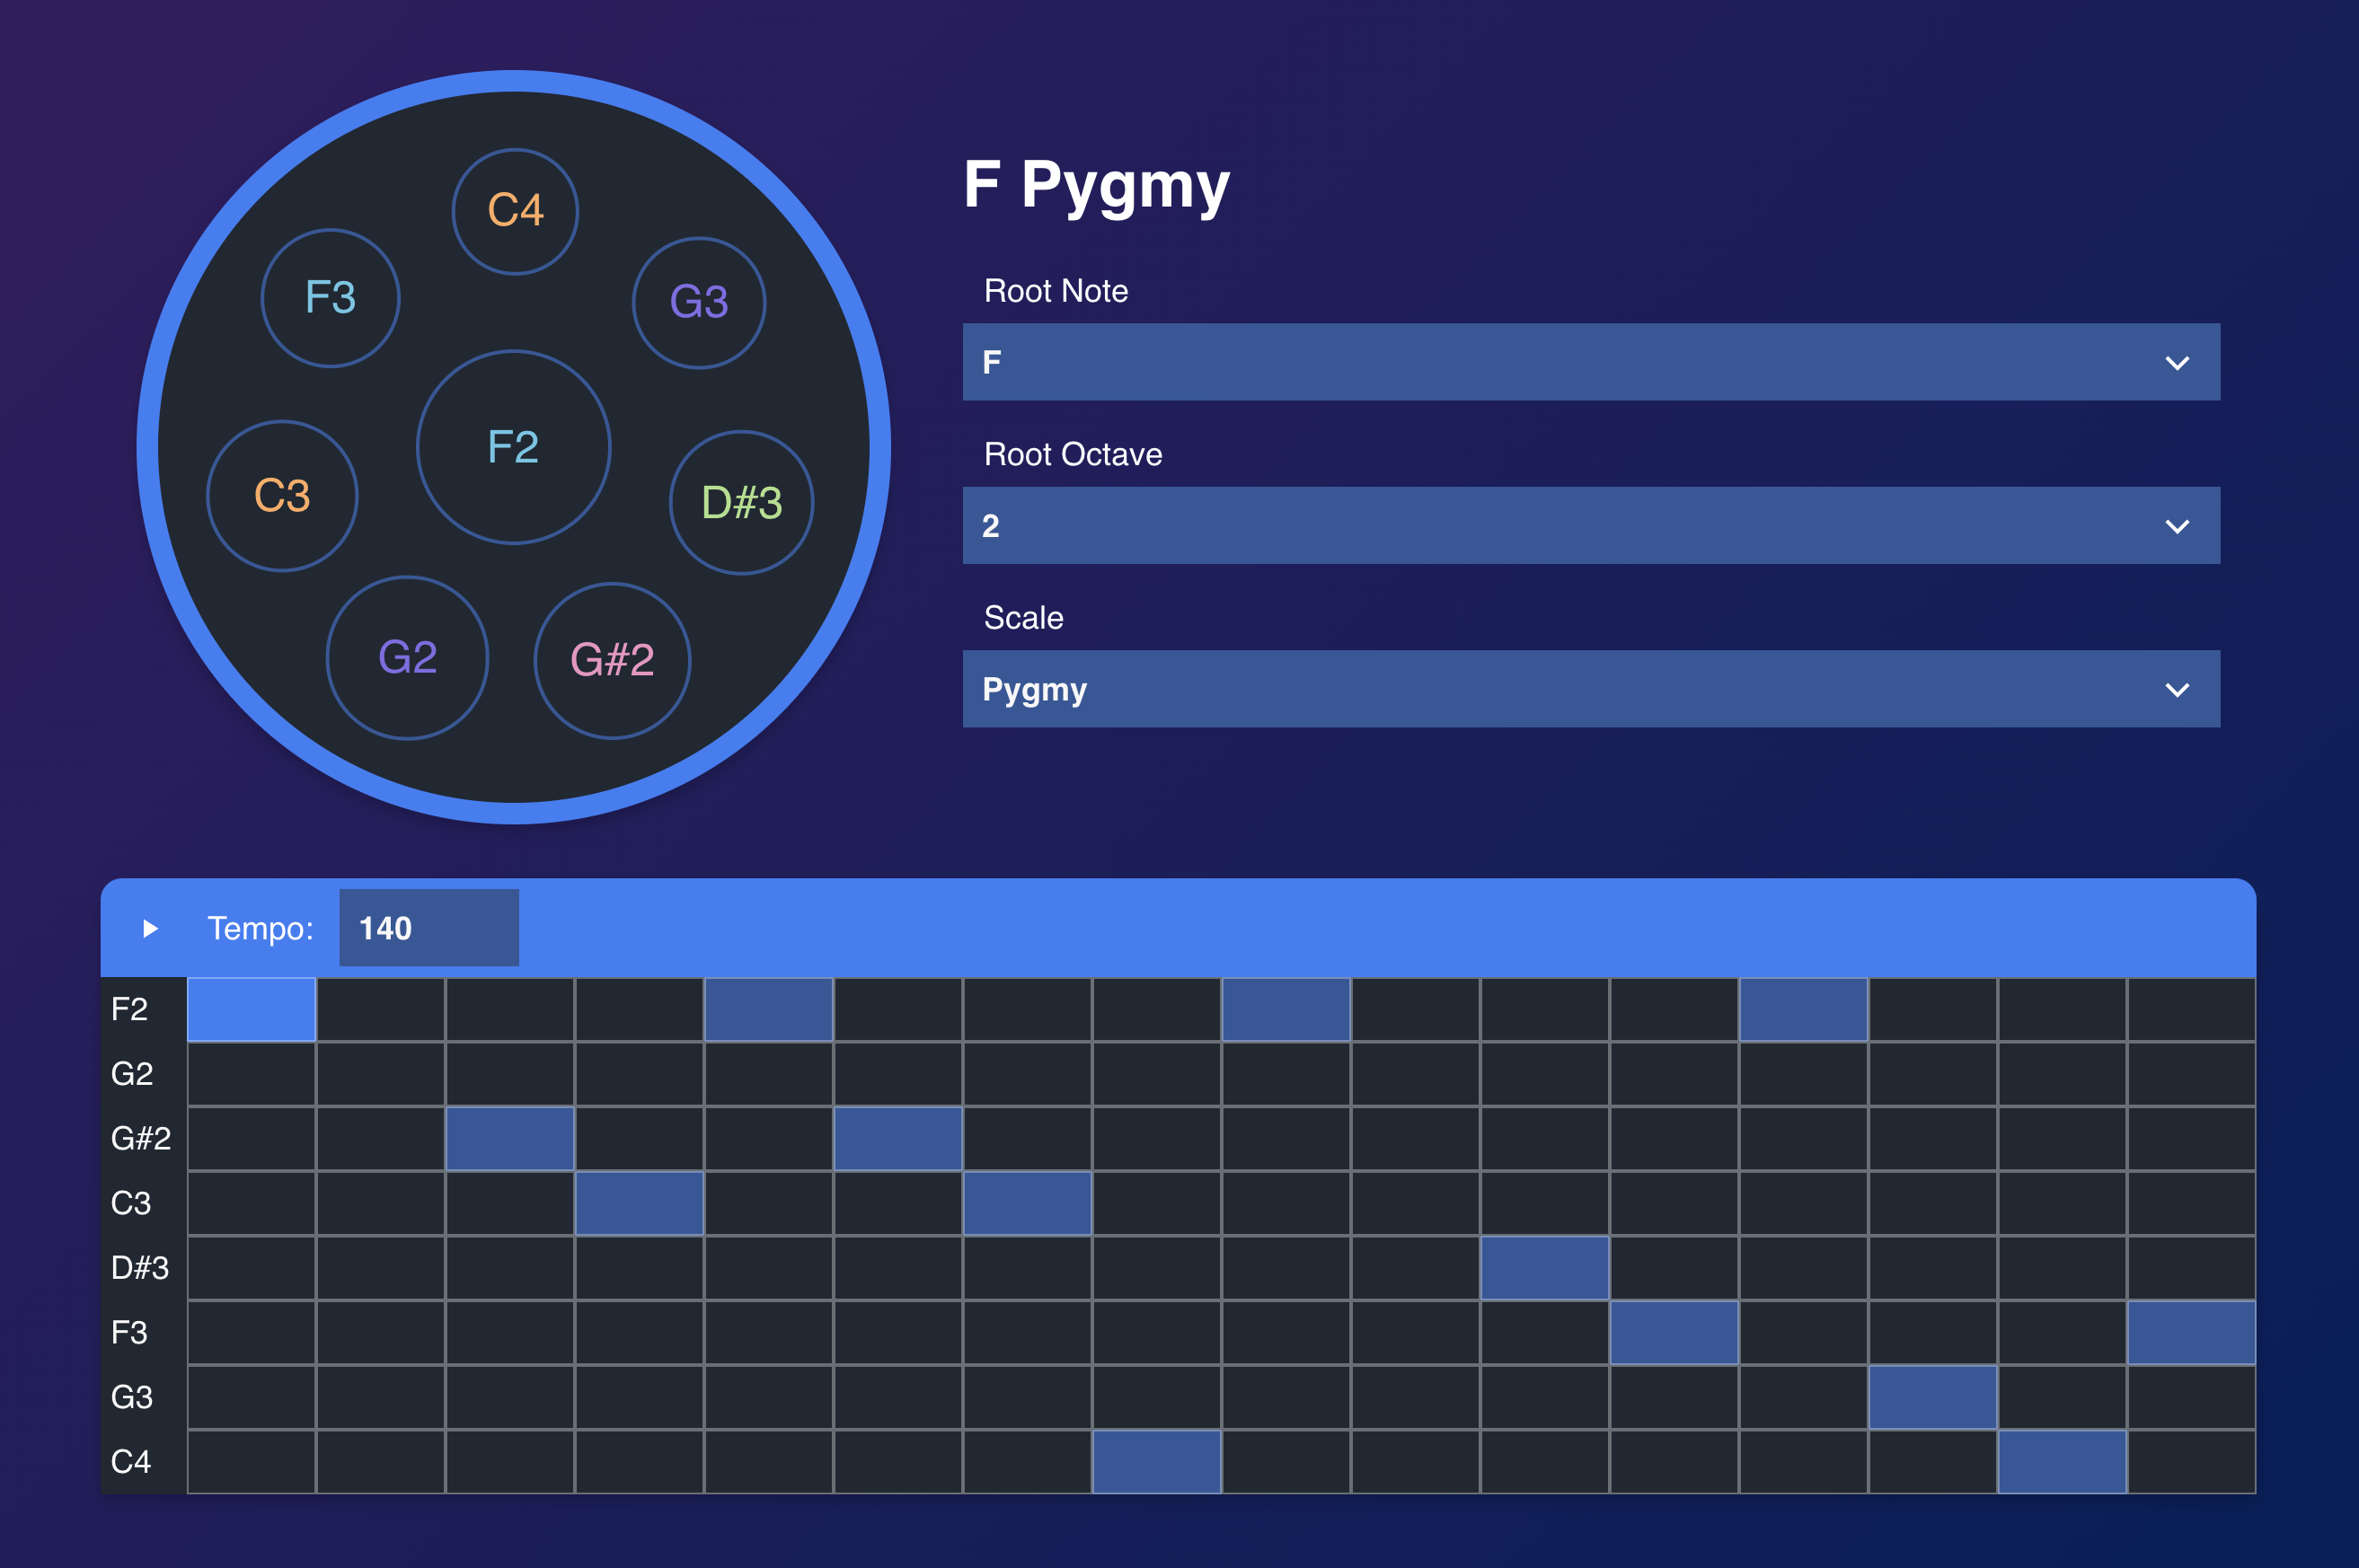 C4
F3
G3
F2
C3
D#3
G2
G#2
F Pygmy
Root Note
F
Root Octave
2
Scale
Pygmy
Tempo: 140
F2
G2
G#2
C3
D#3
F3
G3
C4